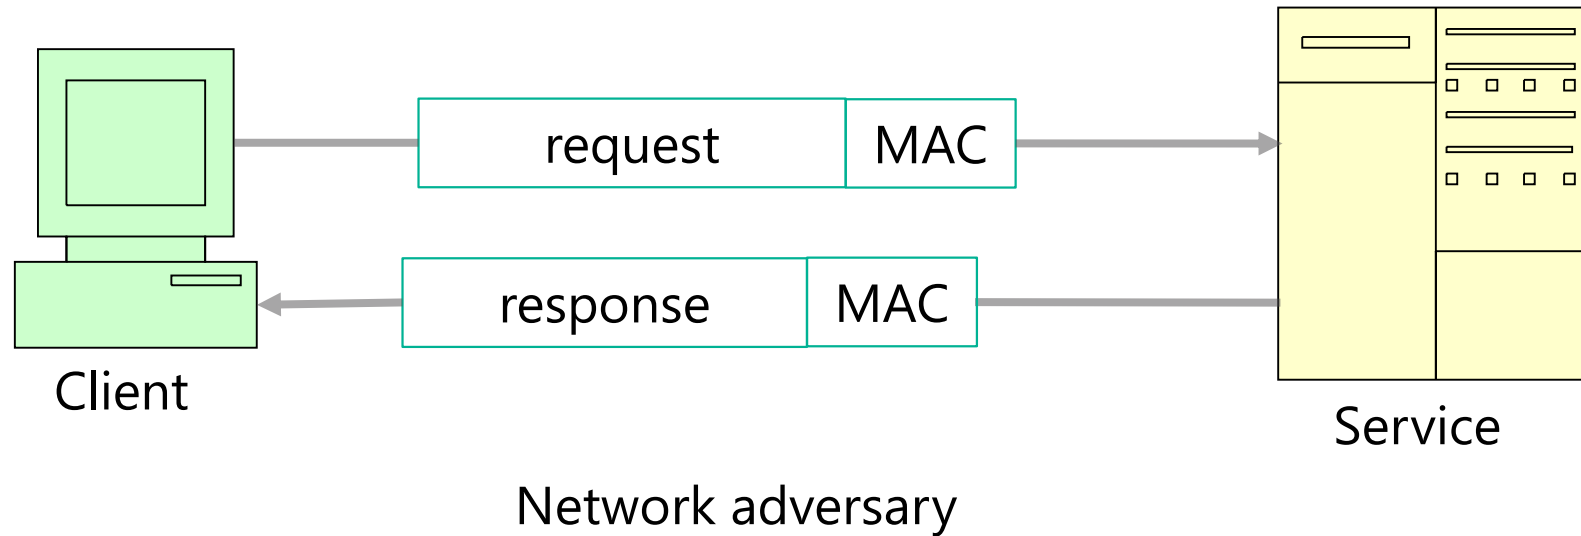 request MAC
response MAC
Client
Service
Network adversary